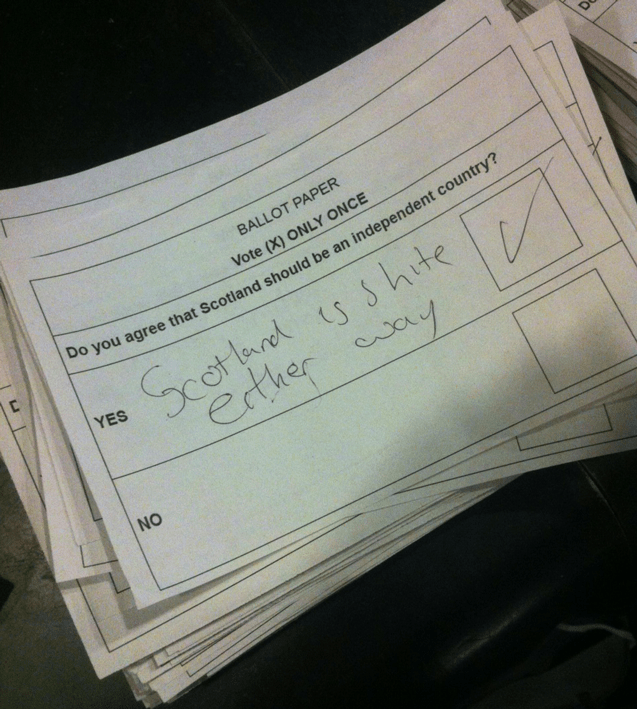 BALLOT PAPER
Vote (X) ONLY ONCE
Do you agree that Scotland should be an independent country?
YES
Scotland is shite
either way
NO